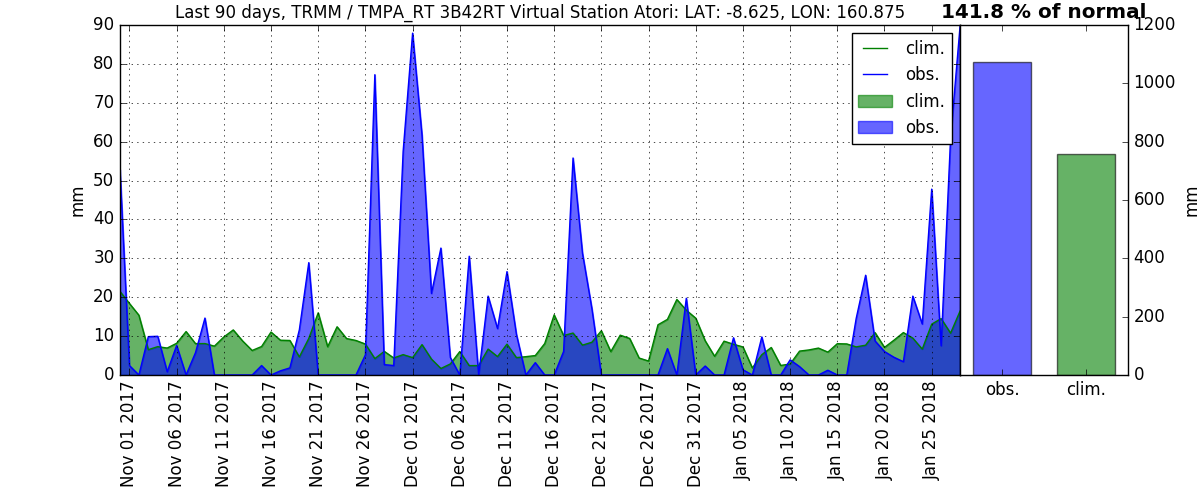 Last 90 days, TRMM / TMPA_RT 3B42RT Virtual Station Atori: LAT: -8.625, LON: 160.875
141.8 % of normal
90
80
70
60
50
40
30
20
10
0
mm
clim.
obs.
clim.
obs.
1200
1000
800
600
400
200
0
mm
Nov 01 2017
Nov 06 2017
Nov 11 2017
Nov 16 2017
Nov 21 2017
Nov 26 2017
Dec 01 2017
Dec 06 2017
Dec 11 2017
Dec 16 2017
Dec 21 2017
Dec 26 2017
Dec 31 2017
Jan 05 2018
Jan 10 2018
Jan 15 2018
Jan 20 2018
Jan 25 2018
obs.
clim.